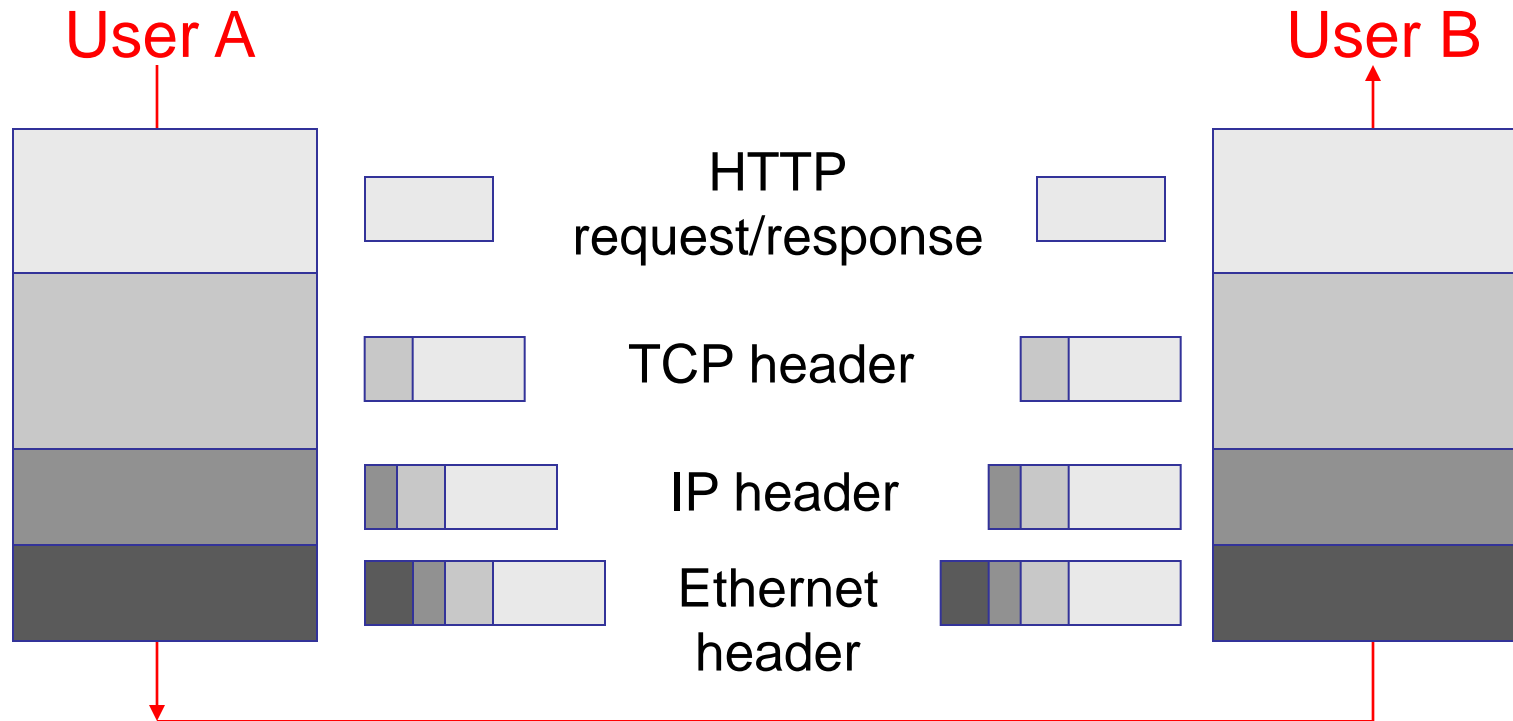 User A
User B
HTTP
request/response
TCP header
IP header
Ethernet
header